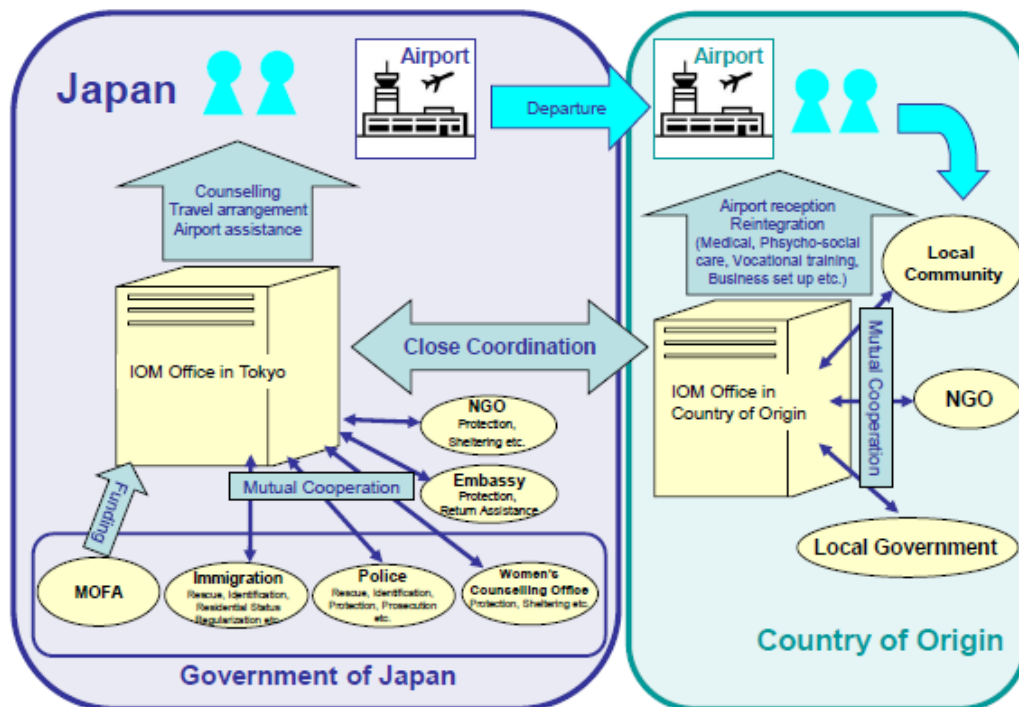 Japan
Airport
Departure
Airport
Counselling
Travel arrangement
Airport assistance
Airport reception
Reintegration
(Medical, Phsycho-social
care, Vocational training,
Business set up etc.)
Local
Community
IOM Office in Tokyo
Close Coordination
IOM Office in
Country of Origin
Mutual Cooperation
NGO
NGO
Protection,
Sheltering etc.
Embassy
Protection,
Return Assistance
Mutual Cooperation
Funding
Local Government
MOFA
Immigration
Rescue, Identification,
Residential Status
Regularization etc
Police
Rescue, Identification,
Protection, Prosecution
etc.
Women's
Counselling Office
Protection, Sheltering etc.
Government of Japan
Country of Origin